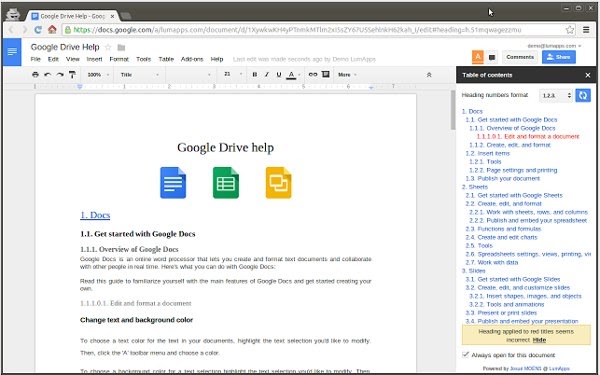 Google Drive Help - Goog
https://docs.google.com/a/lumapps.com/document/d/
Google Drive Help
demo@lumapps.com
File Edit View Insert Format Tools Table Add-ons Help Last edit was made seconds ago by Demo LumApps
A Comments Share
100% Title 21 B I U A More
Table of contents
Heading numbers format 1.2.3.
1. Docs
1.1. Get started with Google Docs
1.1.1. Overview of Google Docs
1.1.1.0.1. Edit and format a document
1.1.2. Create, edit, and format
1.2. Insert items
1.2.1. Tools
1.2.2. Page settings and printing
1.3. Publish your document
2. Sheets
2.1. Get started with Google Sheets
2.2. Create, edit, and format
2.2.1. Work with sheets, rows, and columns
2.2.2. Publish and embed your spreadsheet
2.3. Functions and formulas
2.4. Create and edit charts
2.5. Tools
2.6. Spreadsheet settings, views, printing, vi
2.7. Work with data
3. Slides
3.1. Get started with Google Slides
3.2. Create, edit, and customize slides
3.2.1. Insert shapes, images, and objects
3.2.2. Tools and animations
3.3. Present or print slides
3.4. Publish and embed your presentation
Heading applied to red titles seems
incorrect Hide
Always open for this document
Powered by Josué MOENS @ LumApps
Google Drive help
1. Docs
1.1. Get started with Google Docs
1.1.1. Overview of Google Docs
Google Docs is an online word processor that lets you create and format text documents and collaborate
with other people in real time. Here's what you can do with Google Docs:
Read this guide to familiarize yourself with the main features of Google Docs and get started creating your
own.
1.1.1.0.1. Edit and format a document
Change text and background color
To choose a text color for the text in your documents, highlight the text selection you'd like to modify.
Then, click the 'A' toolbar menu and choose a color.
To choose a background color for a text selection highlight the text selection you'd like to modify. Then